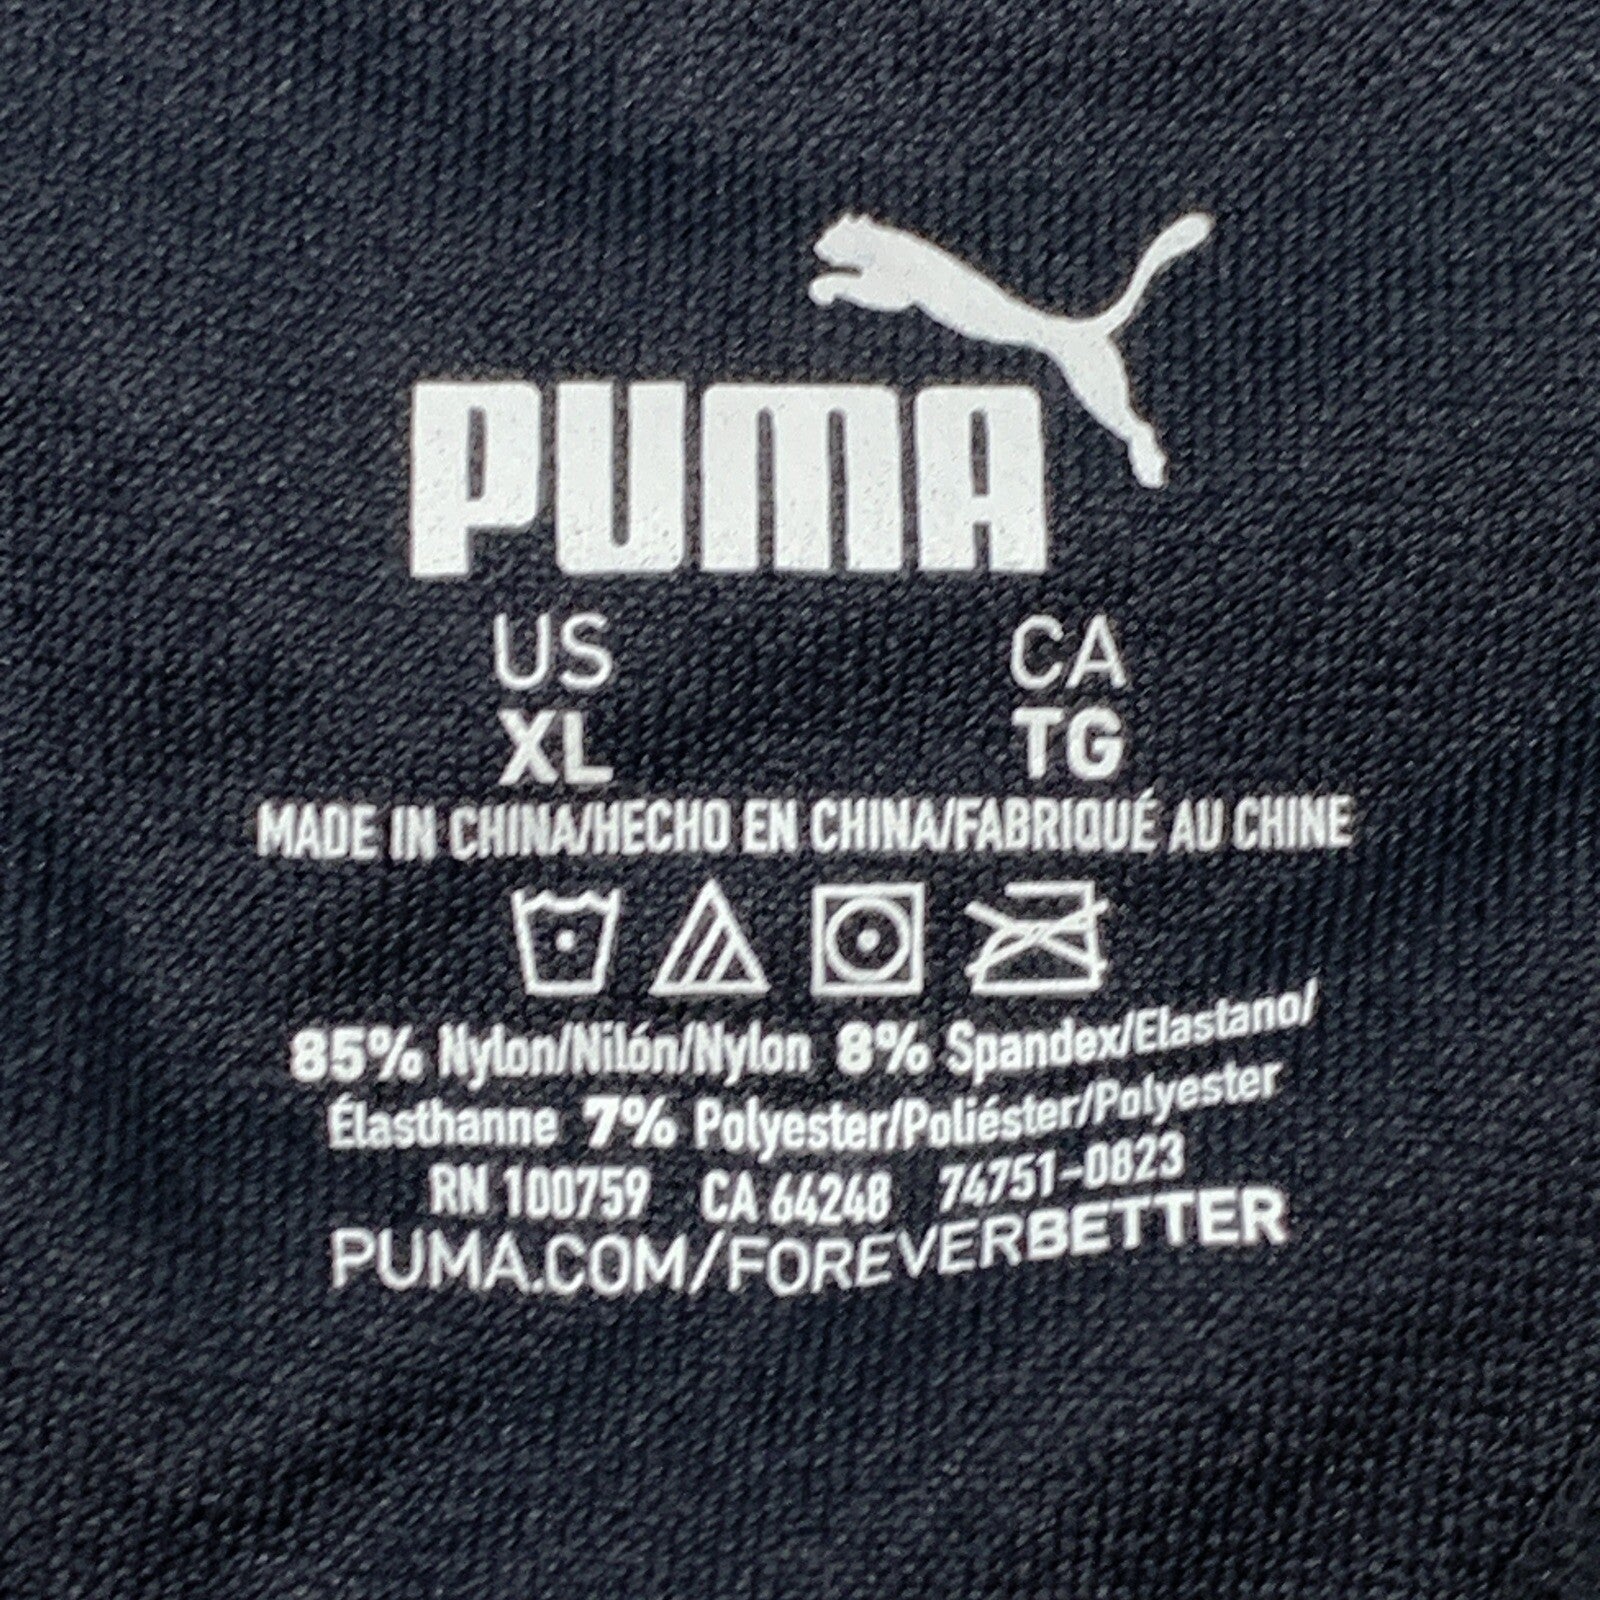 PUMA
US CA
XL TG
MADE IN CHINA/HECHO EN CHINA/FABRIQUÉ AU CHINE
85% Nylon/Nilón/Nylon 8% Spandex/Elastano/
Élasthanne 7% Polyester/Poliéster/Polyester
RN 100759 CA 64248 74751-0823
PUMA.COM/FOREVERBETTER